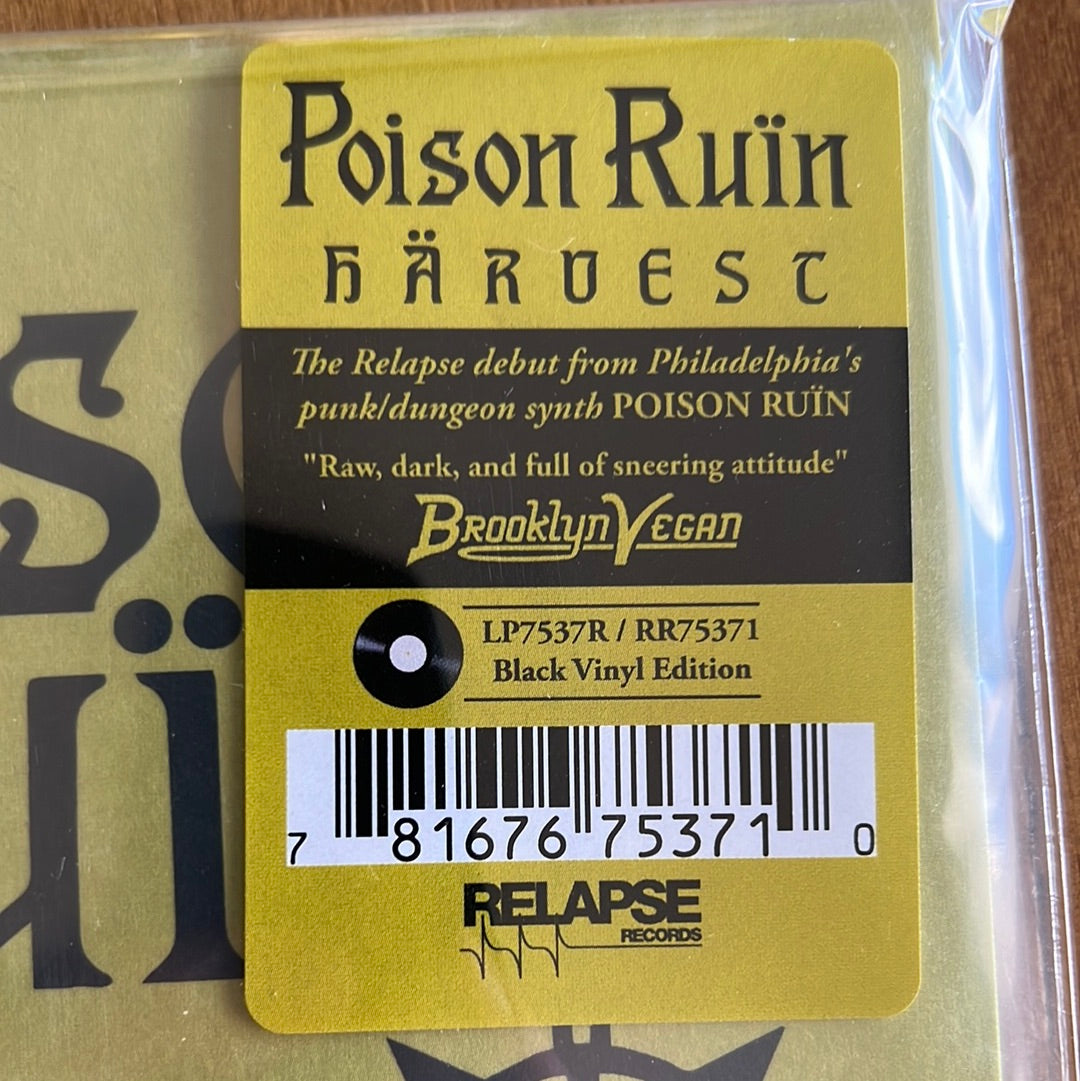 Poison Ruïn
HÄRVEST
The Relapse debut from Philadelphia's
punk/dungeon synth POISON RUÏN
"Raw, dark, and full of sneering attitude"
BrooklynVegan
LP7537R / RR75371
Black Vinyl Edition
7 81676 75371 0
RELAPSE
RECORDS